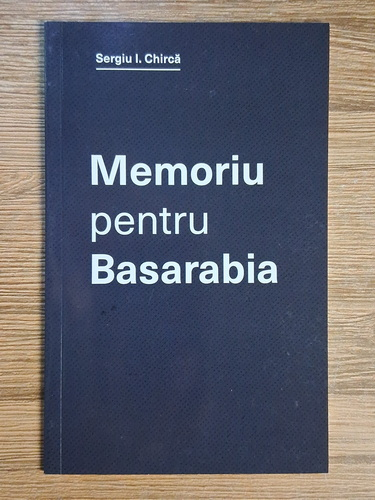 Sergiu I. Chircă
Memoriu
pentru
Basarabia